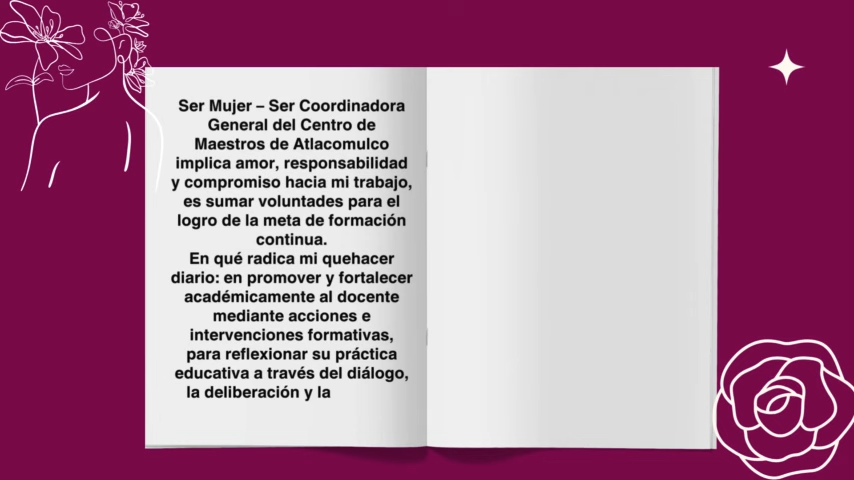 Ser Mujer – Ser Coordinadora
General del Centro de
Maestros de Atlacomulco
implica amor, responsabilidad
y compromiso hacia mi trabajo,
es sumar voluntades para el
logro de la meta de formación
continua.
En qué radica mi quehacer
diario: en promover y fortalecer
académicamente al docente
mediante acciones e
intervenciones formativas,
para reflexionar su práctica
educativa a través del diálogo,
la deliberación y la